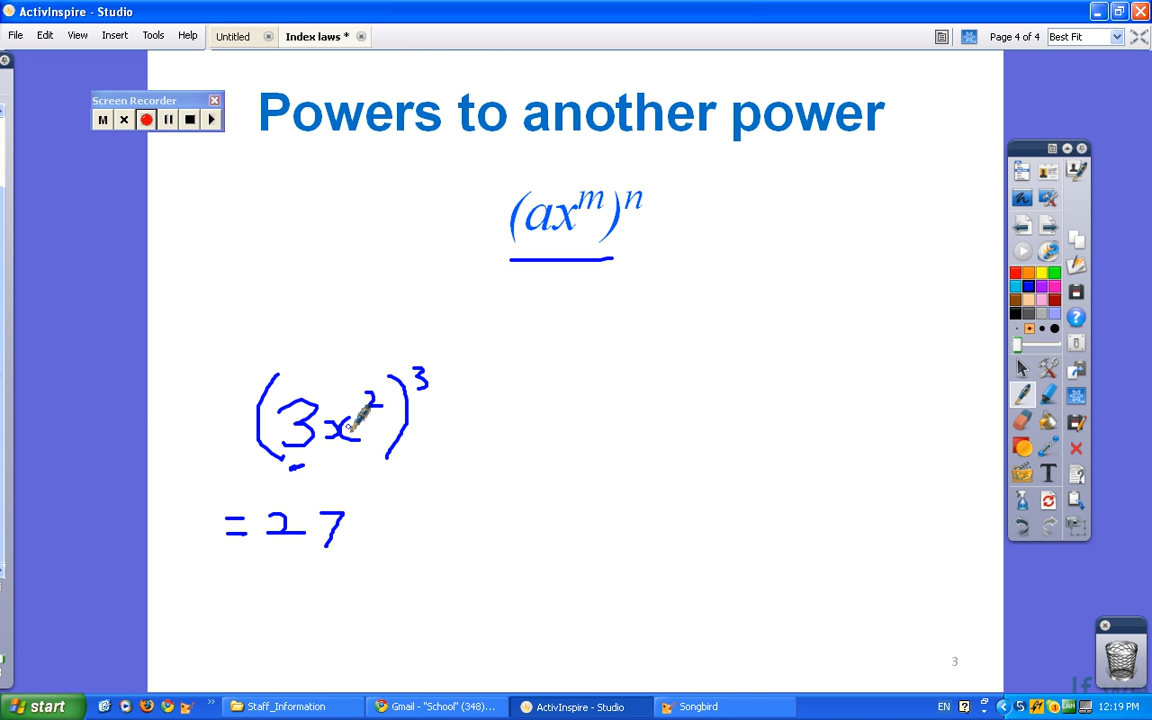 ActivInspire - Studio
File Edit View Insert Tools Help Untitled Index laws * Page 4 of 4 Best Fit
Screen Recorder
M
Powers to another power
(ax^m)^n
(3x^2)^3
= 27
3
start Staff_Information Gmail - "School" (348)... ActivInspire - Studio Songbird EN 12:19 PM